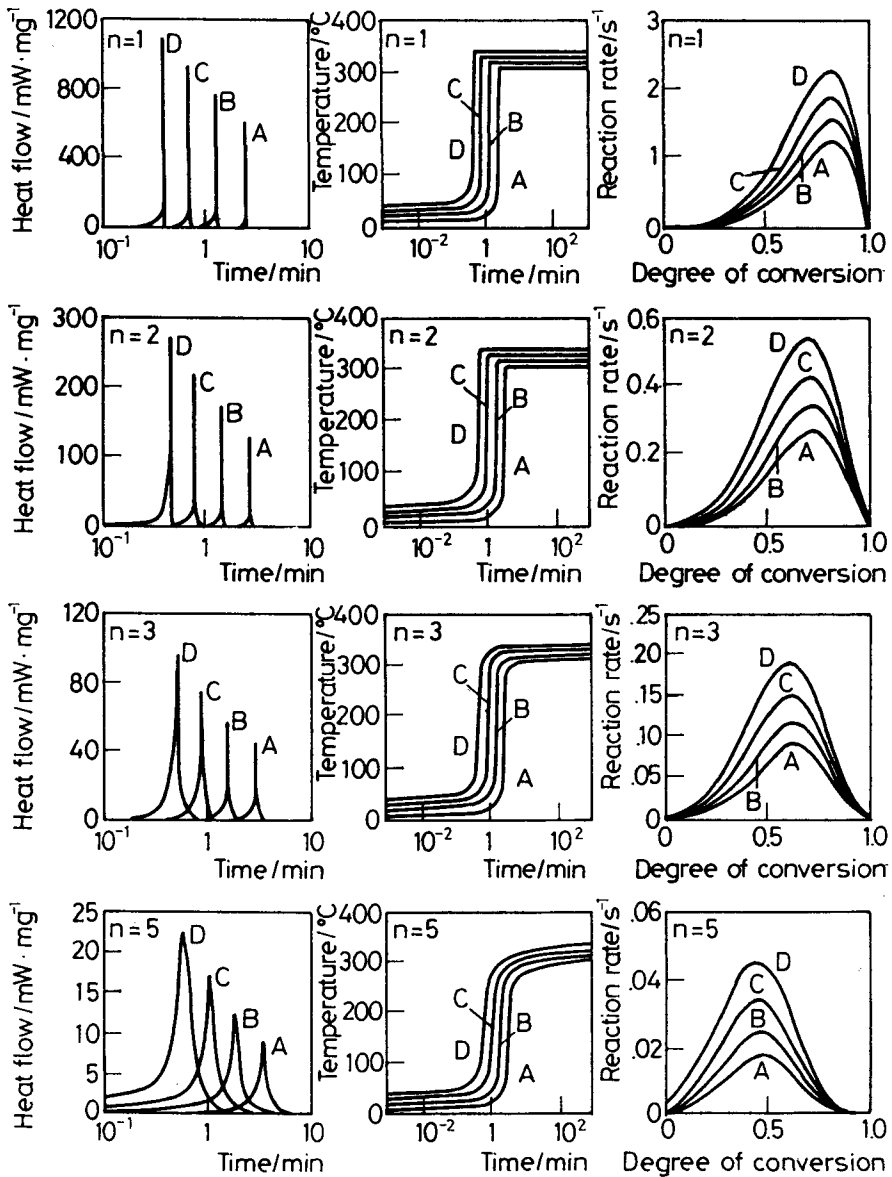 Heat flow / mW·mg⁻¹
1200
800
400
0
n=1
D
C
B
A
10⁻¹
1
10
Time/min
Temperature/°C
400
300
200
100
0
n=1
C
B
D
A
10⁻²
1
10²
Time/min
Reaction rate/s⁻¹
3
2
1
0
n=1
D
C
B
A
0
0.5
1.0
Degree of conversion
Heat flow / mW·mg⁻¹
300
200
100
0
n=2
D
C
B
A
10⁻¹
1
10
Time/min
Temperature/°C
400
300
200
100
0
n=2
C
B
D
A
10⁻²
1
10²
Time/min
Reaction rate/s⁻¹
0.6
0.4
0.2
0
n=2
D
C
B
A
0
0.5
1.0
Degree of conversion
Heat flow / mW·mg⁻¹
120
80
40
0
n=3
D
C
B
A
10⁻¹
1
10
Time/min
Temperature/°C
400
300
200
100
0
n=3
C
B
D
A
10⁻²
1
10²
Time/min
Reaction rate/s⁻¹
0.25
.20
0.15
.10
0.05
0
n=3
D
C
B
A
0
0.5
1.0
Degree of conversion
Heat flow / mW·mg⁻¹
25
20
15
10
5
0
n=5
D
C
B
A
10⁻¹
1
10
Time/min
Temperature/°C
400
300
200
100
0
n=5
C
B
D
A
10⁻²
1
10²
Time/min
Reaction rate/s⁻¹
.06
.04
.02
0
n=5
D
C
B
A
0
0.5
1.0
Degree of conversion